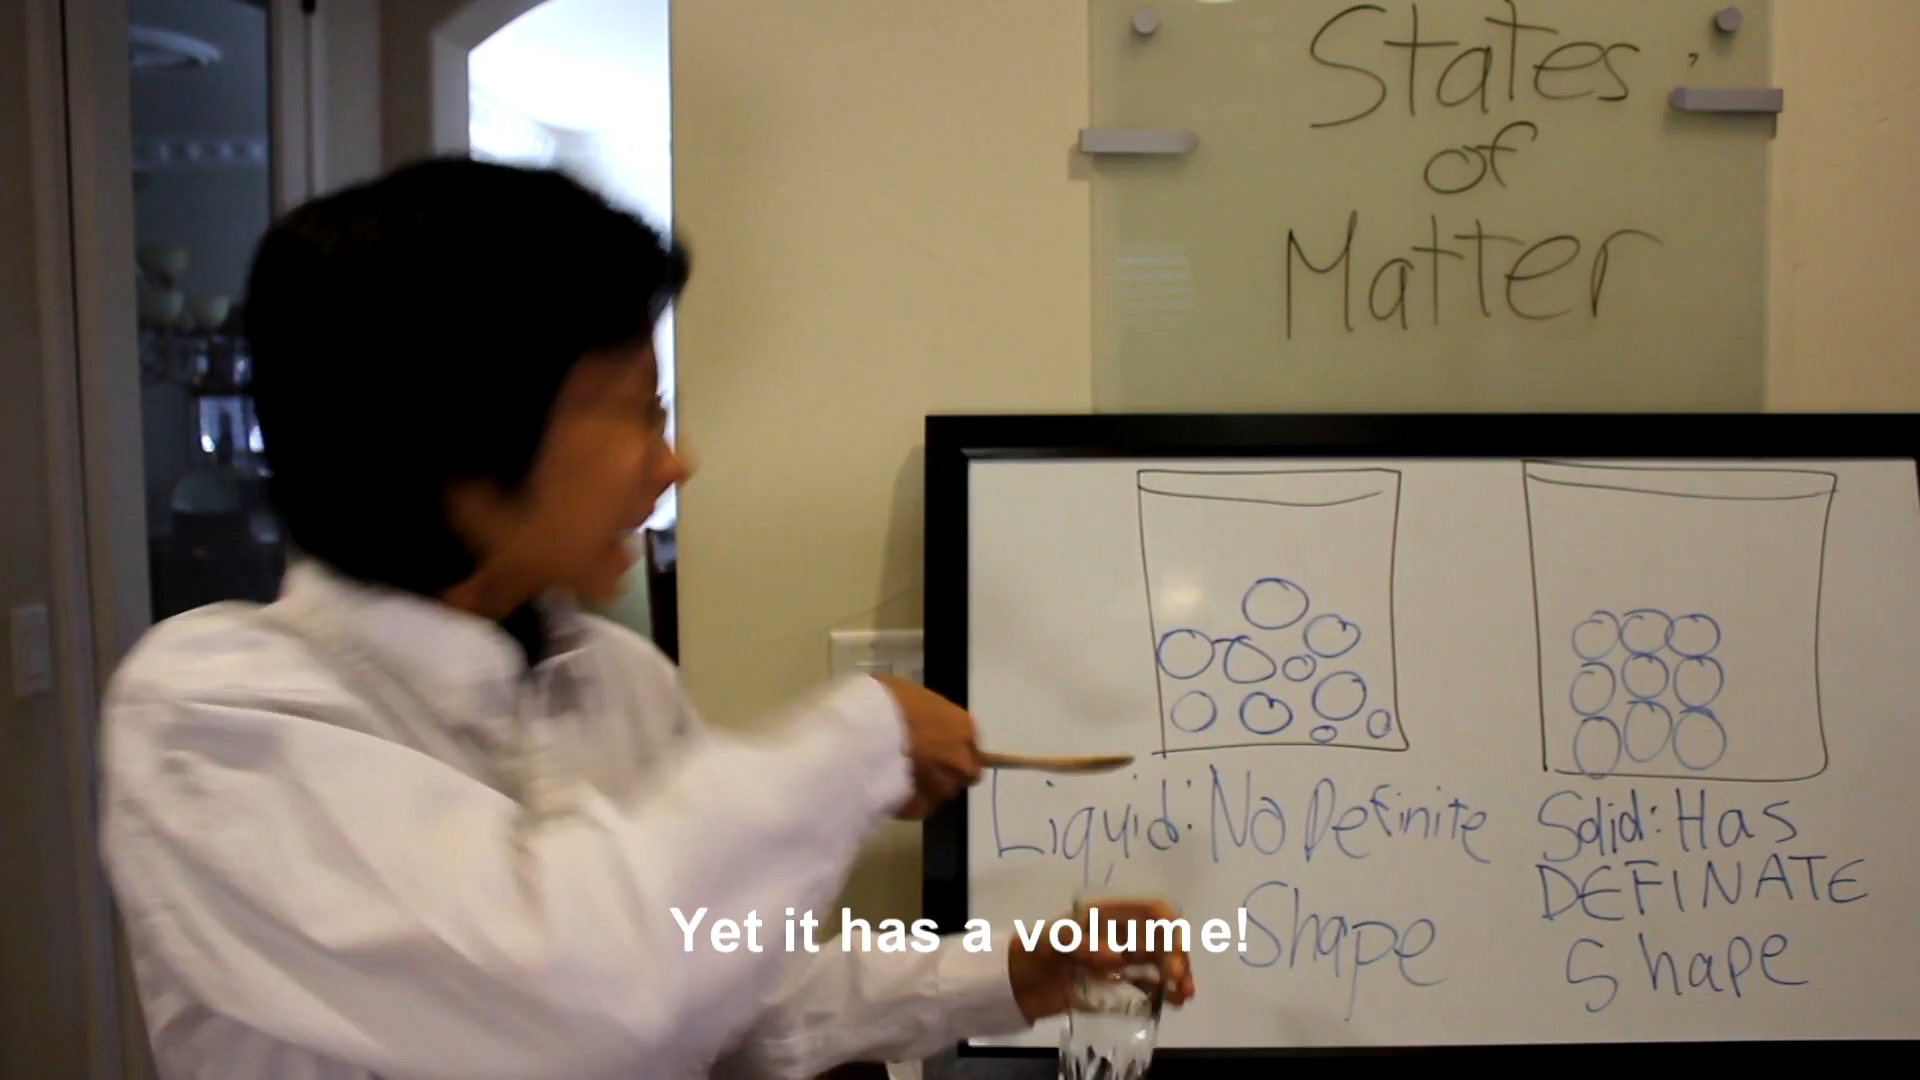 States
of
Matter
Liquid: No Definite
Shape
Solid: Has
DEFINATE
Shape
Yet it has a volume!